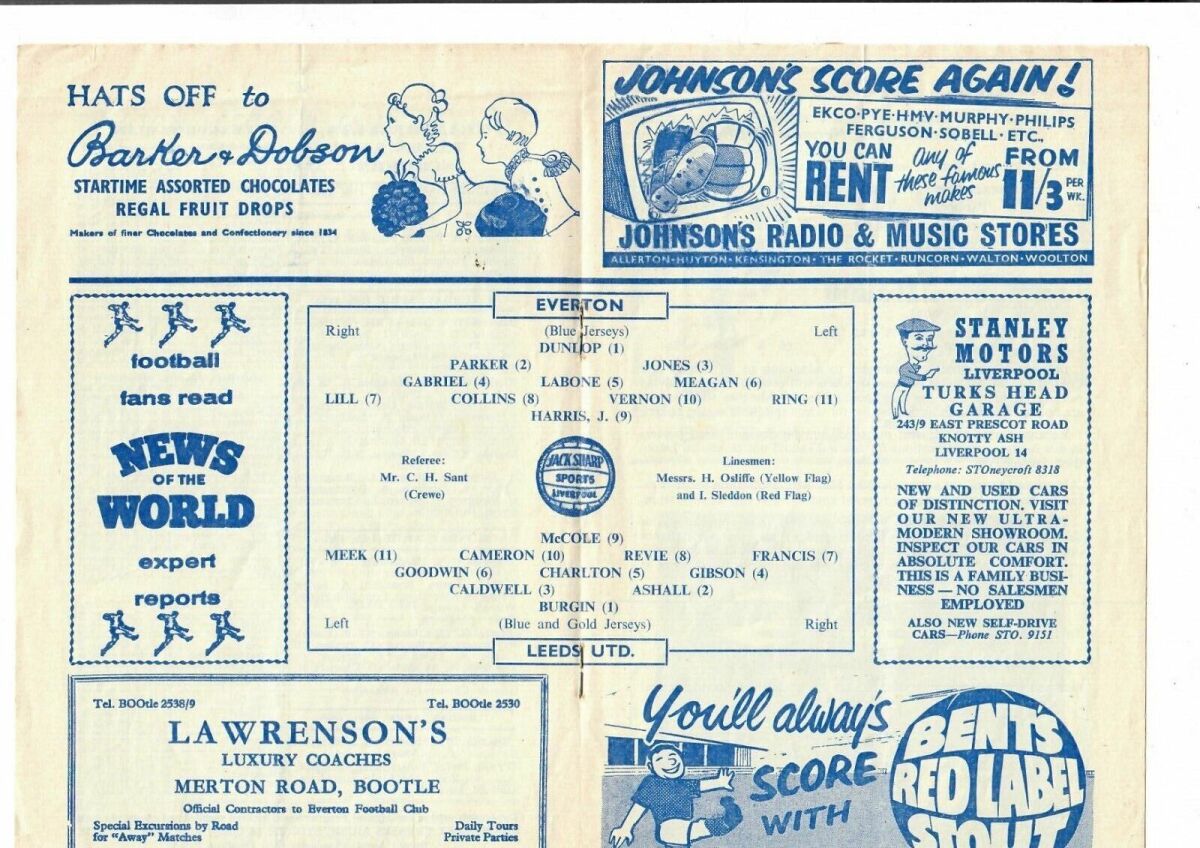 HATS OFF to
Barker & Dobson
STARTIME ASSORTED CHOCOLATES
REGAL FRUIT DROPS
Makers of finer Chocolates and Confectionery since 1834
JOHNSON'S SCORE AGAIN!
EKCO·PYE·HMV·MURPHY·PHILIPS
FERGUSON·SOBELL·ETC.,
YOU CAN
RENT
any of
these famous
makes
FROM
11/3 PER WK.
JOHNSON'S RADIO & MUSIC STORES
ALLERTON·HUYTON·KENSINGTON·THE ROCKET·RUNCORN·WALTON·WOOLTON
football
fans read
NEWS
OF THE
WORLD
expert
reports
EVERTON
Right (Blue Jerseys) Left
DUNLOP (1)
PARKER (2) JONES (3)
GABRIEL (4) LABONE (5) MEAGAN (6)
LILL (7) COLLINS (8) VERNON (10) RING (11)
HARRIS, J. (9)
Referee:
Mr. C. H. Sant
(Crewe)
JACK SHARP
SPORTS
LIVERPOOL
Linesmen:
Messrs. H. Osliffe (Yellow Flag)
and I. Sleddon (Red Flag)
McCOLE (9)
MEEK (11) CAMERON (10) REVIE (8) FRANCIS (7)
GOODWIN (6) CHARLTON (5) GIBSON (4)
CALDWELL (3) ASHALL (2)
BURGIN (1)
Left (Blue and Gold Jerseys) Right
LEEDS UTD.
STANLEY
MOTORS
LIVERPOOL
TURKS HEAD
GARAGE
243/9 EAST PRESCOT ROAD
KNOTTY ASH
LIVERPOOL 14
Telephone: STOneycroft 8318
NEW AND USED CARS
OF DISTINCTION. VISIT
OUR NEW ULTRA-
MODERN SHOWROOM.
INSPECT OUR CARS IN
ABSOLUTE COMFORT.
THIS IS A FAMILY BUSI-
NESS — NO SALESMEN
EMPLOYED
ALSO NEW SELF-DRIVE
CARS—Phone STO. 9151
Tel. BOOtle 2538/9 Tel. BOOtle 2530
LAWRENSON'S
LUXURY COACHES
MERTON ROAD, BOOTLE
Official Contractors to Everton Football Club
Special Excursions by Road
for "Away" Matches
Daily Tours
Private Parties
You'll always
SCORE
WITH
BENT'S
RED LABEL
STOUT